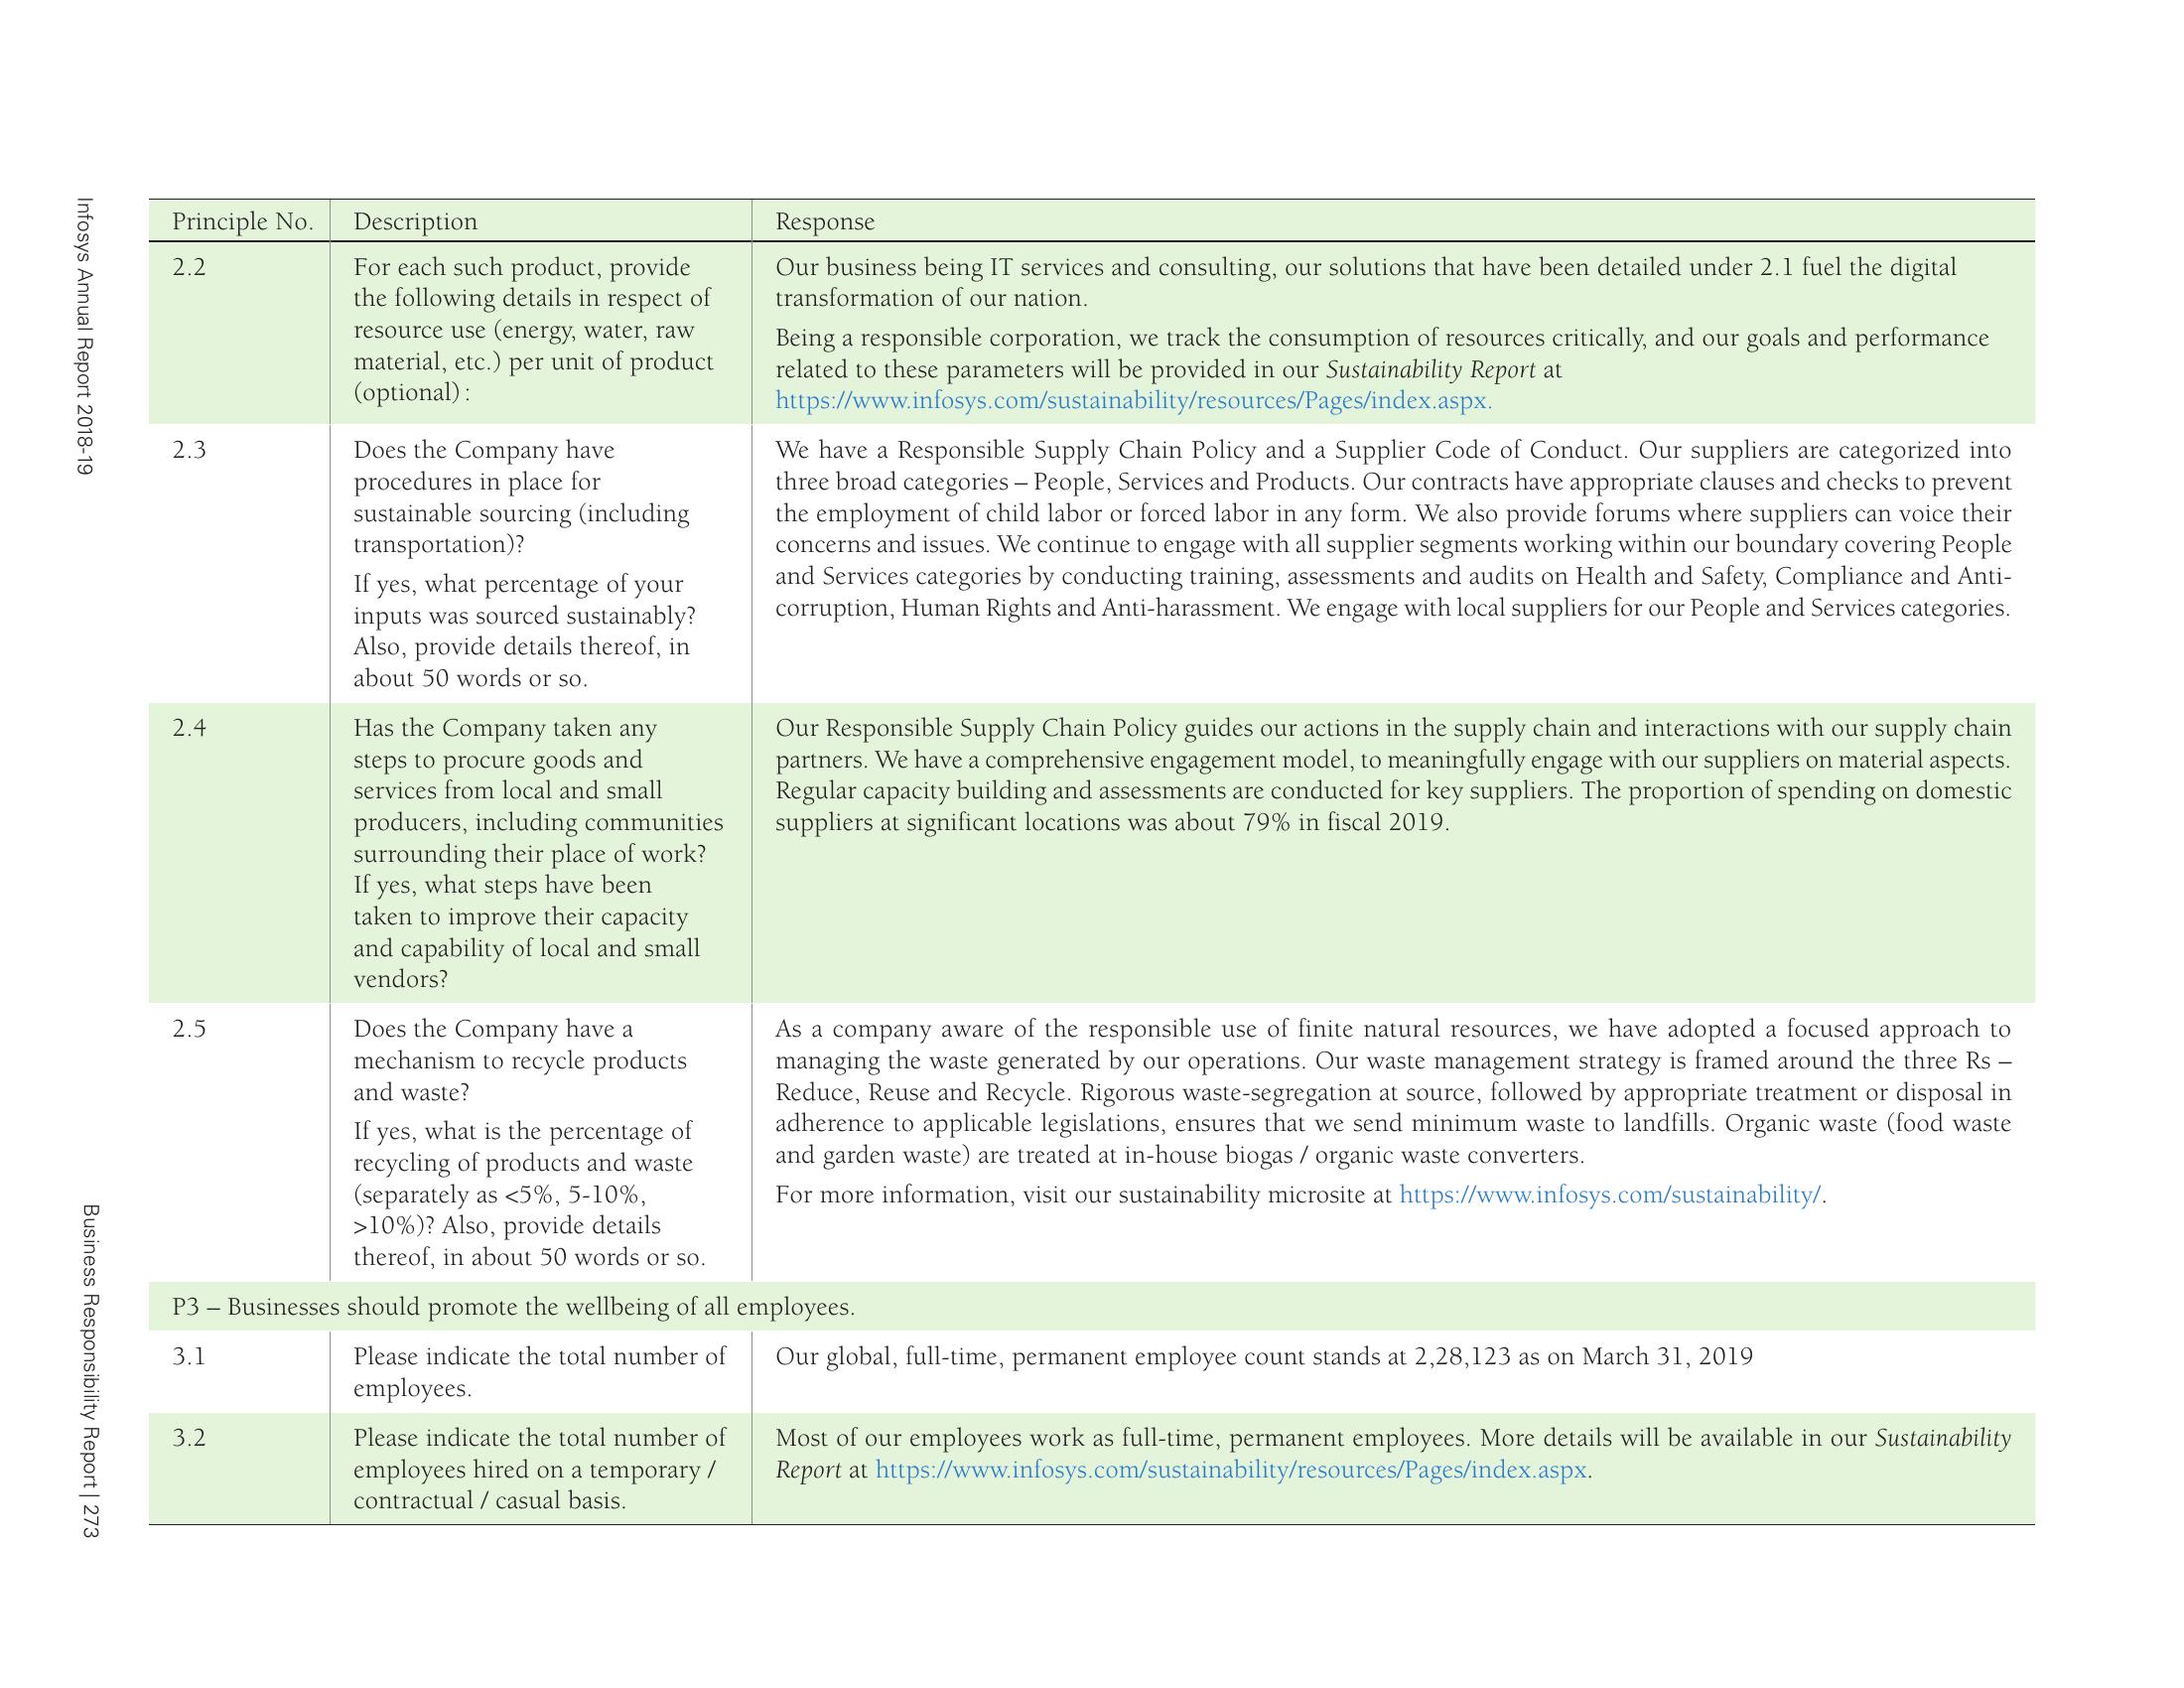 Infosys Annual Report 2018-19
Principle No. Description Response
2.2
For each such product, provide
the following details in respect of
resource use (energy, water, raw
material, etc.) per unit of product
(optional) :
Our business being IT services and consulting, our solutions that have been detailed under 2.1 fuel the digital
transformation of our nation.
Being a responsible corporation, we track the consumption of resources critically, and our goals and performance
related to these parameters will be provided in our Sustainability Report at
https://www.infosys.com/sustainability/resources/Pages/index.aspx.
2.3
Does the Company have
procedures in place for
sustainable sourcing (including
transportation)?
If yes, what percentage of your
inputs was sourced sustainably?
Also, provide details thereof, in
about 50 words or so.
We have a Responsible Supply Chain Policy and a Supplier Code of Conduct. Our suppliers are categorized into
three broad categories – People, Services and Products. Our contracts have appropriate clauses and checks to prevent
the employment of child labor or forced labor in any form. We also provide forums where suppliers can voice their
concerns and issues. We continue to engage with all supplier segments working within our boundary covering People
and Services categories by conducting training, assessments and audits on Health and Safety, Compliance and Anti-
corruption, Human Rights and Anti-harassment. We engage with local suppliers for our People and Services categories.
2.4
Has the Company taken any
steps to procure goods and
services from local and small
producers, including communities
surrounding their place of work?
If yes, what steps have been
taken to improve their capacity
and capability of local and small
vendors?
Our Responsible Supply Chain Policy guides our actions in the supply chain and interactions with our supply chain
partners. We have a comprehensive engagement model, to meaningfully engage with our suppliers on material aspects.
Regular capacity building and assessments are conducted for key suppliers. The proportion of spending on domestic
suppliers at significant locations was about 79% in fiscal 2019.
2.5
Does the Company have a
mechanism to recycle products
and waste?
If yes, what is the percentage of
recycling of products and waste
(separately as <5%, 5-10%,
>10%)? Also, provide details
thereof, in about 50 words or so.
As a company aware of the responsible use of finite natural resources, we have adopted a focused approach to
managing the waste generated by our operations. Our waste management strategy is framed around the three Rs –
Reduce, Reuse and Recycle. Rigorous waste-segregation at source, followed by appropriate treatment or disposal in
adherence to applicable legislations, ensures that we send minimum waste to landfills. Organic waste (food waste
and garden waste) are treated at in-house biogas / organic waste converters.
For more information, visit our sustainability microsite at https://www.infosys.com/sustainability/.
P3 – Businesses should promote the wellbeing of all employees.
3.1
Please indicate the total number of
employees.
Our global, full-time, permanent employee count stands at 2,28,123 as on March 31, 2019
3.2
Please indicate the total number of
employees hired on a temporary /
contractual / casual basis.
Most of our employees work as full-time, permanent employees. More details will be available in our Sustainability
Report at https://www.infosys.com/sustainability/resources/Pages/index.aspx.
Business Responsibility Report | 273